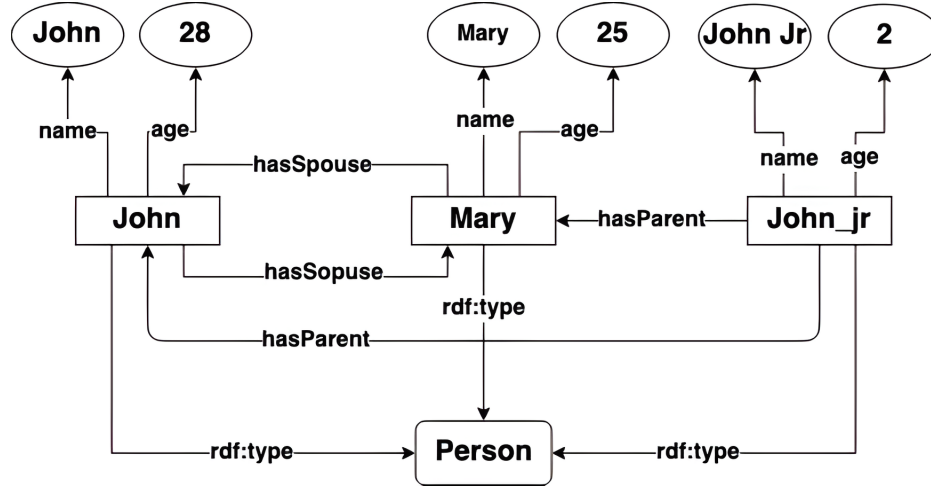 John
28
Mary
25
John Jr
2
name
age
name
age
name
age
hasSpouse
John
Mary
hasParent
John_jr
hasSopuse
rdf:type
hasParent
rdf:type
Person
rdf:type